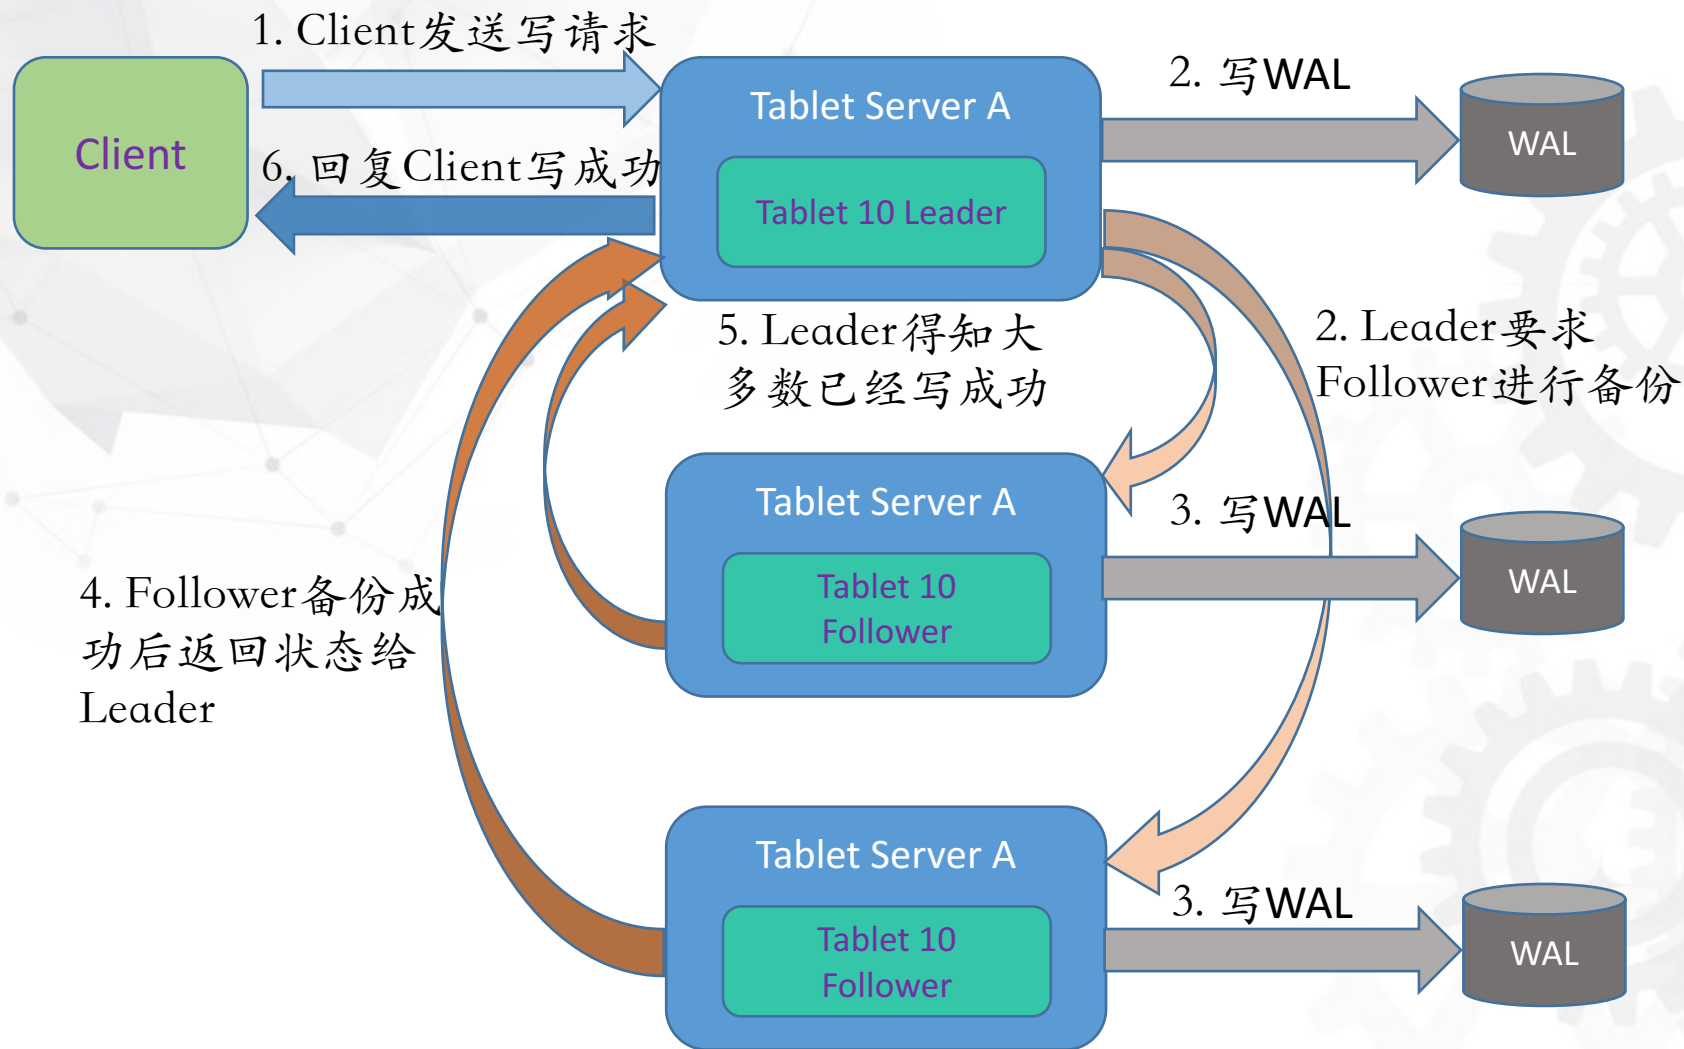 1. Client发送写请求
Client
6. 回复Client写成功
Tablet Server A
Tablet 10 Leader
2. 写WAL
WAL
5. Leader得知大
多数已经写成功
2. Leader要求
Follower进行备份
Tablet Server A
Tablet 10
Follower
3. 写WAL
WAL
4. Follower备份成
功后返回状态给
Leader
Tablet Server A
Tablet 10
Follower
3. 写WAL
WAL